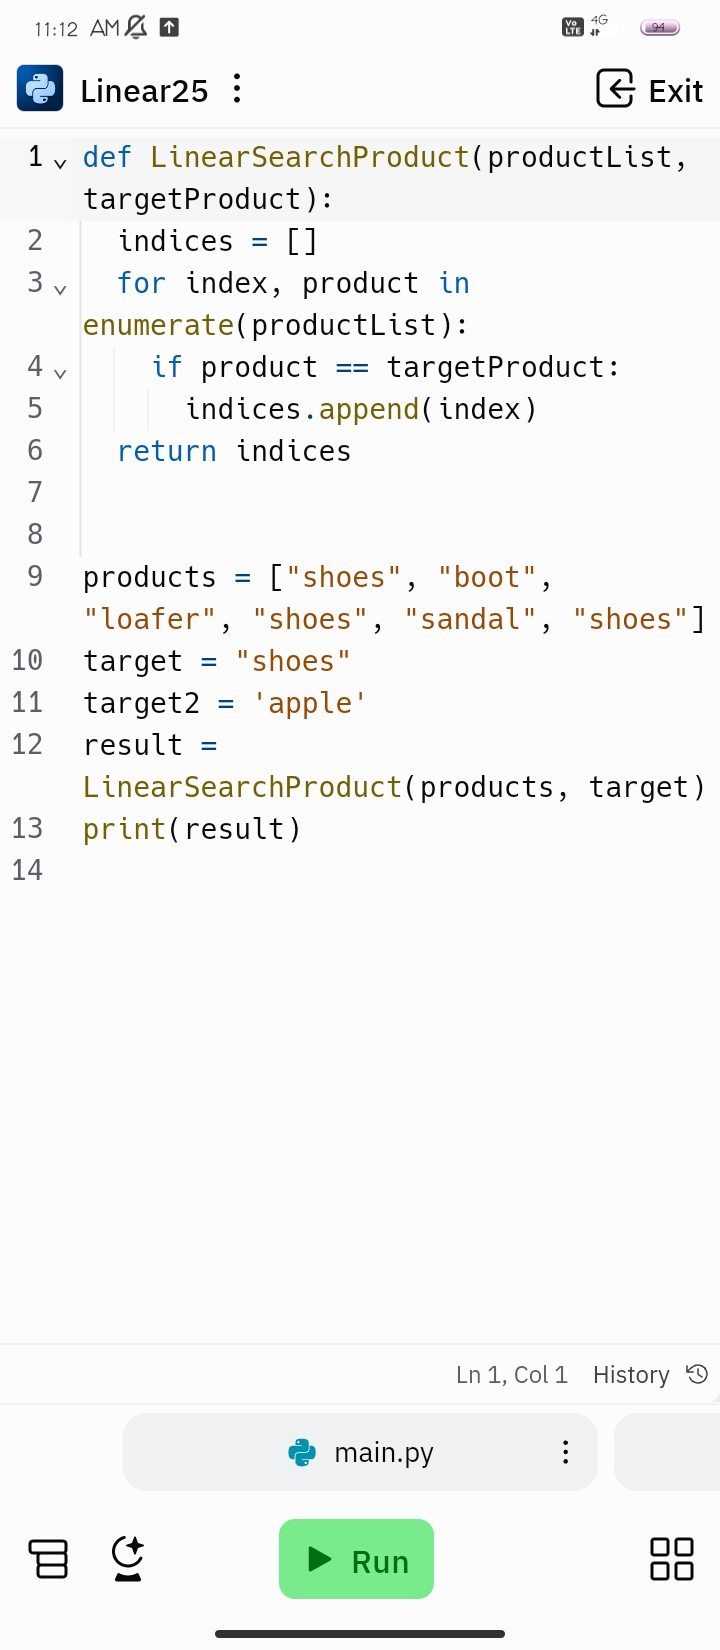 11:12 AM
Vo LTE 4G 94
Linear25
Exit
1 def LinearSearchProduct(productList,
targetProduct):
2 indices = []
3 for index, product in
enumerate(productList):
4 if product == targetProduct:
5 indices.append(index)
6 return indices
7
8
9 products = ["shoes", "boot",
"loafer", "shoes", "sandal", "shoes"]
10 target = "shoes"
11 target2 = 'apple'
12 result =
LinearSearchProduct(products, target)
13 print(result)
14
Ln 1, Col 1 History
main.py
Run